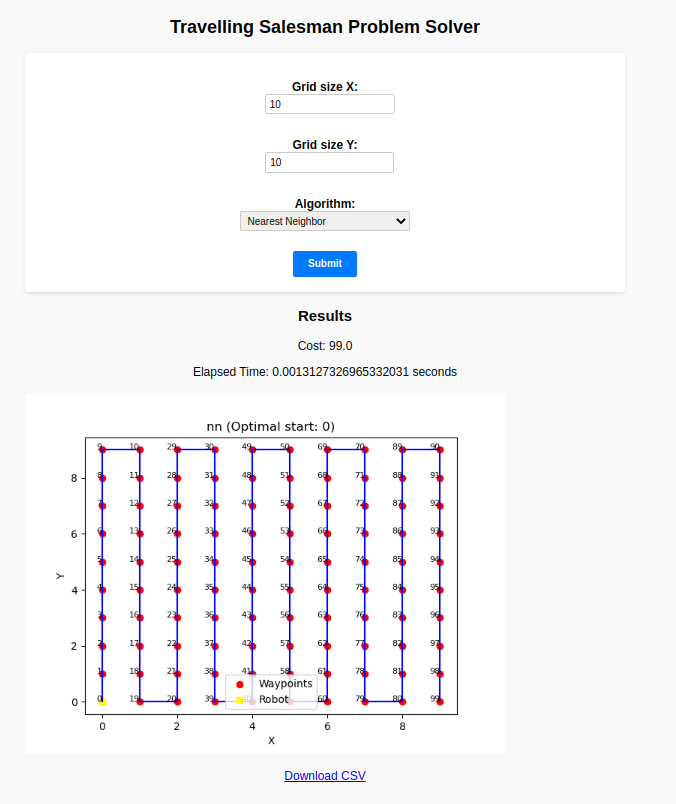 Travelling Salesman Problem Solver
Grid size X:
10
Grid size Y:
10
Algorithm:
Nearest Neighbor
Submit
Results
Cost: 99.0
Elapsed Time: 0.0013127326965332031 seconds
nn (Optimal start: 0)
9 10 29 30 49 50 69 70 89 90
8 8 11 28 31 48 51 68 71 88 91
7 12 27 32 47 52 67 72 87 92
6 6 13 26 33 46 53 66 73 86 93
Y
5 14 25 34 45 54 65 74 85 94
4 4 15 24 35 44 55 64 75 84 95
3 16 23 36 43 56 63 76 83 96
2 2 17 22 37 42 57 62 77 82 97
1 18 21 38 41 58 61 78 81 98
Waypoints
0 0 19 20 39 60 79 80 99
Robot
0 2 4 6 8
X
Download CSV